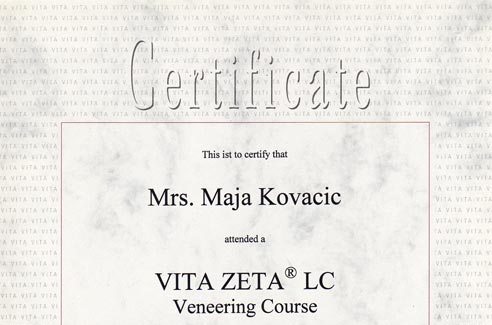 Certificate
This ist to certify that
Mrs. Maja Kovacic
attended a
VITA ZETA® LC
Veneering Course